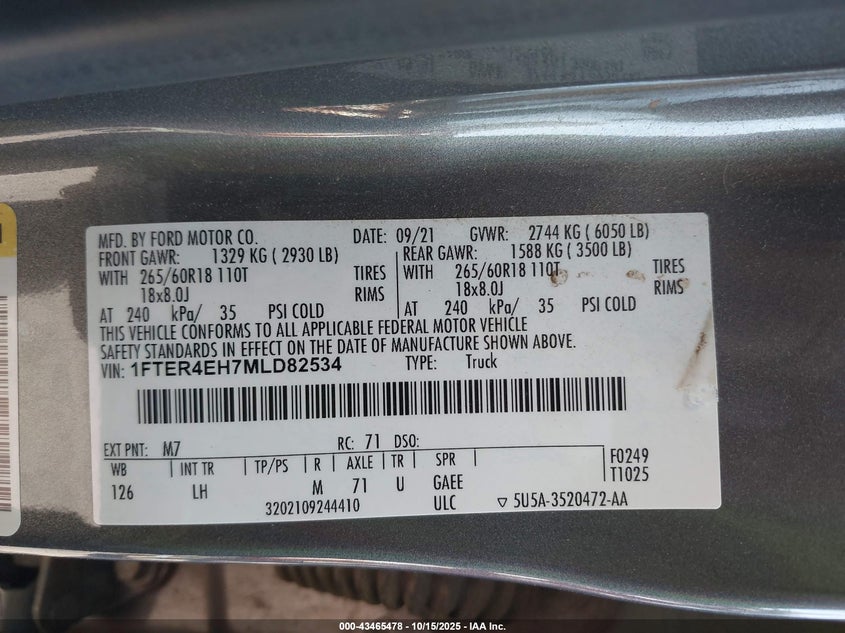 MFD. BY FORD MOTOR CO. DATE: 09/21 GVWR: 2744 KG ( 6050 LB)
FRONT GAWR: 1329 KG ( 2930 LB) REAR GAWR: 1588 KG ( 3500 LB)
WITH 265/60R18 110T TIRES WITH 265/60R18 110T TIRES
18x8.0J RIMS 18x8.0J RIMS
AT 240 kPa/ 35 PSI COLD AT 240 kPa/ 35 PSI COLD
THIS VEHICLE CONFORMS TO ALL APPLICABLE FEDERAL MOTOR VEHICLE
SAFETY STANDARDS IN EFFECT ON THE DATE OF MANUFACTURE SHOWN ABOVE.
VIN: 1FTER4EH7MLD82534 TYPE: Truck
EXT PNT: M7 RC: 71 DSO:
WB INT TR TP/PS R AXLE TR SPR F0249
126 LH M 71 U GAEE T1025
3202109244410 ULC ▽ 5U5A-3520472-AA
000-43465478 - 10/15/2025 - IAA Inc.